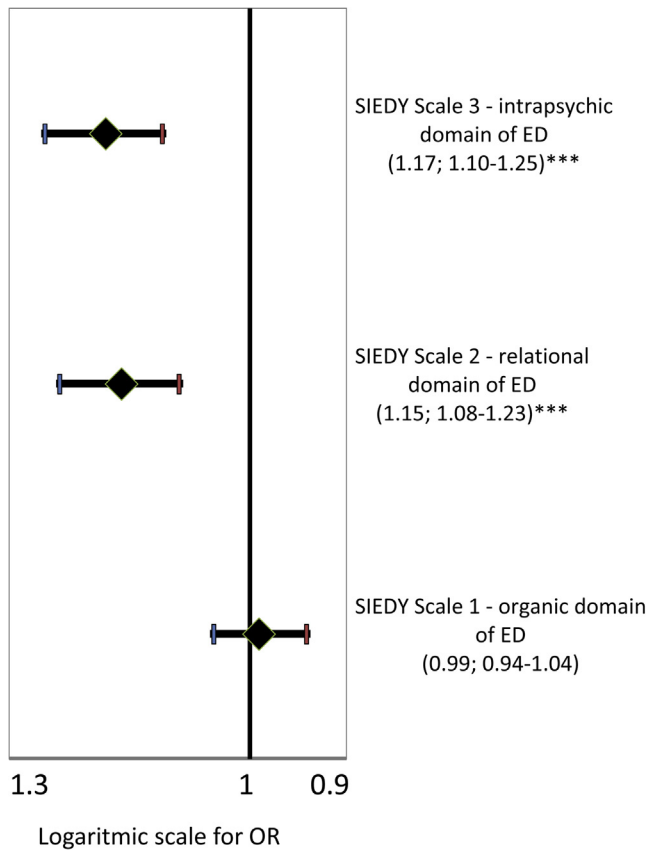 SIEDY Scale 3 - intrapsychic
domain of ED
(1.17; 1.10-1.25)***
SIEDY Scale 2 - relational
domain of ED
(1.15; 1.08-1.23)***
SIEDY Scale 1 - organic domain
of ED
(0.99; 0.94-1.04)
1.3 1 0.9
Logaritmic scale for OR